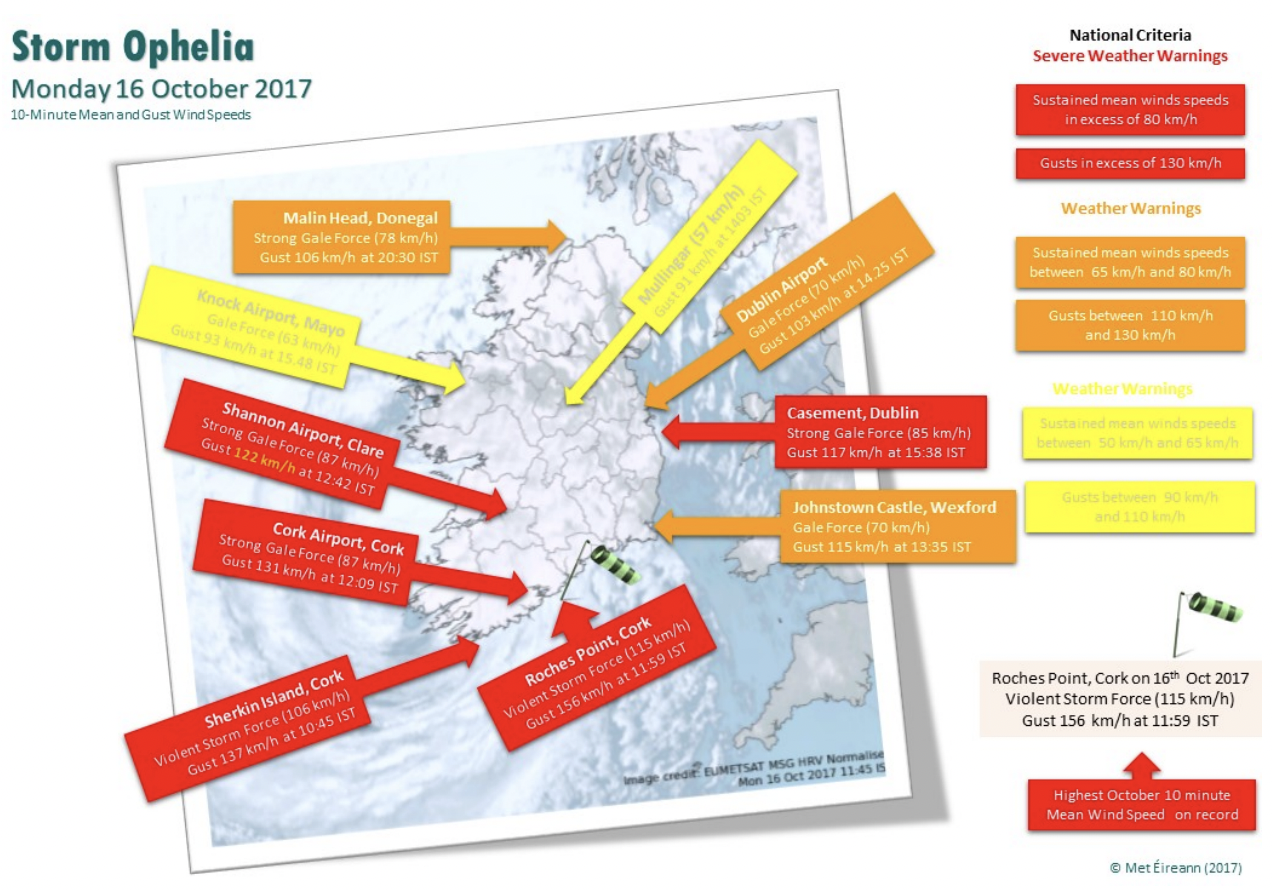 Storm Ophelia
Monday 16 October 2017
10-Minute Mean and Gust Wind Speeds
Malin Head, Donegal
Strong Gale Force (78 km/h)
Gust 106 km/h at 20:30 IST
Mullingar (57 km/h)
Gust 91 km/h at 1403 IST
Dublin Airport
Gale Force (70 km/h)
Gust 103 km/h at 14.25 IST
Knock Airport, Mayo
Gale Force (63 km/h)
Gust 93 km/h at 15.48 IST
Shannon Airport, Clare
Strong Gale Force (87 km/h)
Gust 122 km/h at 12:42 IST
Casement, Dublin
Strong Gale Force (85 km/h)
Gust 117 km/h at 15:38 IST
Cork Airport, Cork
Strong Gale Force (87 km/h)
Gust 131 km/h at 12:09 IST
Johnstown Castle, Wexford
Gale Force (70 km/h)
Gust 115 km/h at 13:35 IST
Roches Point, Cork
Violent Storm Force (115 km/h)
Gust 156 km/h at 11:59 IST
Sherkin Island, Cork
Violent Storm Force (106 km/h)
Gust 137 km/h at 10:45 IST
Image credit: EUMETSAT MSG HRV Normalise
Mon 16 Oct 2017 11:45 IS
National Criteria
Severe Weather Warnings
Sustained mean winds speeds
in excess of 80 km/h
Gusts in excess of 130 km/h
Weather Warnings
Sustained mean winds speeds
between 65 km/h and 80 km/h
Gusts between 110 km/h
and 130 km/h
Weather Warnings
Sustained mean winds speeds
between 50 km/h and 65 km/h
Gusts between 90 km/h
and 110 km/h
Roches Point, Cork on 16th Oct 2017
Violent Storm Force (115 km/h)
Gust 156 km/h at 11:59 IST
Highest October 10 minute
Mean Wind Speed on record
© Met Éireann (2017)